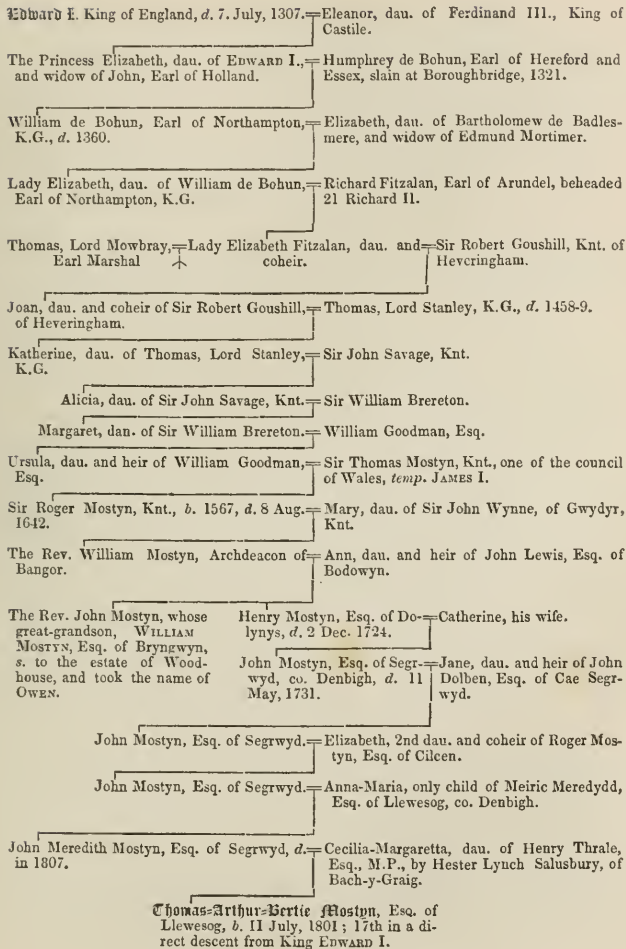 Edward I. King of England, d. 7. July, 1307.=Eleanor, dau. of Ferdinand III., King of
Castile.
The Princess Elizabeth, dau. of EDWARD I.,=Humphrey de Bohun, Earl of Hereford and
and widow of John, Earl of Holland. Essex, slain at Boroughbridge, 1321.
William de Bohun, Earl of Northampton,=Elizabeth, dau. of Bartholomew de Badles-
K.G., d. 1360. mere, and widow of Edmund Mortimer.
Lady Elizabeth, dau. of William de Bohun,=Richard Fitzalan, Earl of Arundel, beheaded
Earl of Northampton, K.G. 21 Richard II.
Thomas, Lord Mowbray,=Lady Elizabeth Fitzalan, dau. and=Sir Robert Goushill, Knt. of
Earl Marshal coheir. Heveringham.
Joan, dau. and coheir of Sir Robert Goushill,=Thomas, Lord Stanley, K.G., d. 1458-9.
of Heveringham.
Katherine, dau. of Thomas, Lord Stanley,=Sir John Savage, Knt.
K.G.
Alicia, dau. of Sir John Savage, Knt.=Sir William Brereton.
Margaret, dan. of Sir William Brereton.=William Goodman, Esq.
Ursula, dau. and heir of William Goodman,=Sir Thomas Mostyn, Knt., one of the council
Esq. of Wales, temp. JAMES I.
Sir Roger Mostyn, Knt., b. 1567, d. 8 Aug.=Mary, dau. of Sir John Wynne, of Gwydyr,
1642. Knt.
The Rev. William Mostyn, Archdeacon of=Ann, dau. and heir of John Lewis, Esq. of
Bangor. Bodowyn.
The Rev. John Mostyn, whose Henry Mostyn, Esq. of Do-=Catherine, his wife.
great-grandson, WILLIAM lynys, d. 2 Dec. 1724.
MOSTYN, Esq. of Bryngwyn,
s. to the estate of Wood- John Mostyn, Esq. of Segr-=Jane, dau. and heir of John
house, and took the name of wyd, co. Denbigh, d. 11 Dolben, Esq. of Cae Segr-
OWEN. May, 1731. wyd.
John Mostyn, Esq. of Segrwyd.=Elizabeth, 2nd dau. and coheir of Roger Mos-
tyn, Esq. of Cilcen.
John Mostyn, Esq. of Segrwyd.=Anna-Maria, only child of Meiric Meredydd,
Esq. of Llewesog, co. Denbigh.
John Meredith Mostyn, Esq. of Segrwyd, d.=Cecilia-Margaretta, dau. of Henry Thrale,
in 1807. Esq., M.P., by Hester Lynch Salusbury, of
Bach-y-Graig.
Thomas-Arthur-Bertie Mostyn, Esq. of
Llewesog, b. 11 July, 1801; 17th in a di-
rect descent from King EDWARD I.